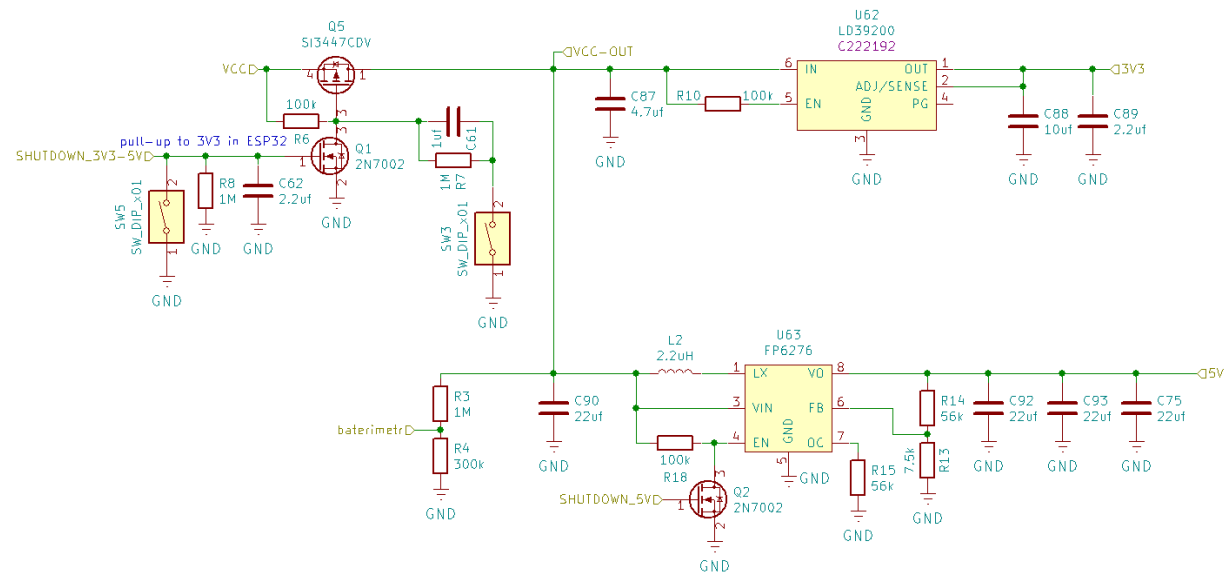 Q5
SI3447CDV
VCC
4
1
3
100k
R6
pull-up to 3V3 in ESP32
SHUTDOWN_3V3-5V
3
Q1
2N7002
1
2
GND
2
1
SW5
SW_DIP_x01
GND
R8
1M
GND
C62
2.2uf
GND
1uf
C61
1M
R7
2
1
SW3
SW_DIP_x01
GND
VCC-OUT
C87
4.7uf
GND
R10
100k
U62
LD39200
C222192
6
IN
5
EN
OUT
1
ADJ/SENSE
2
PG
4
GND
3
GND
3V3
C88
10uf
GND
C89
2.2uf
GND
R3
1M
baterimetr
R4
300k
GND
C90
22uf
GND
L2
2.2uH
U63
FP6276
1
LX
3
VIN
4
EN
VO
8
FB
6
OC
7
GND
5
GND
100k
R18
3
SHUTDOWN_5V
1
Q2
2N7002
2
GND
R15
56k
GND
R14
56k
7.5k
R13
GND
C92
22uf
GND
C93
22uf
GND
C75
22uf
GND
5V